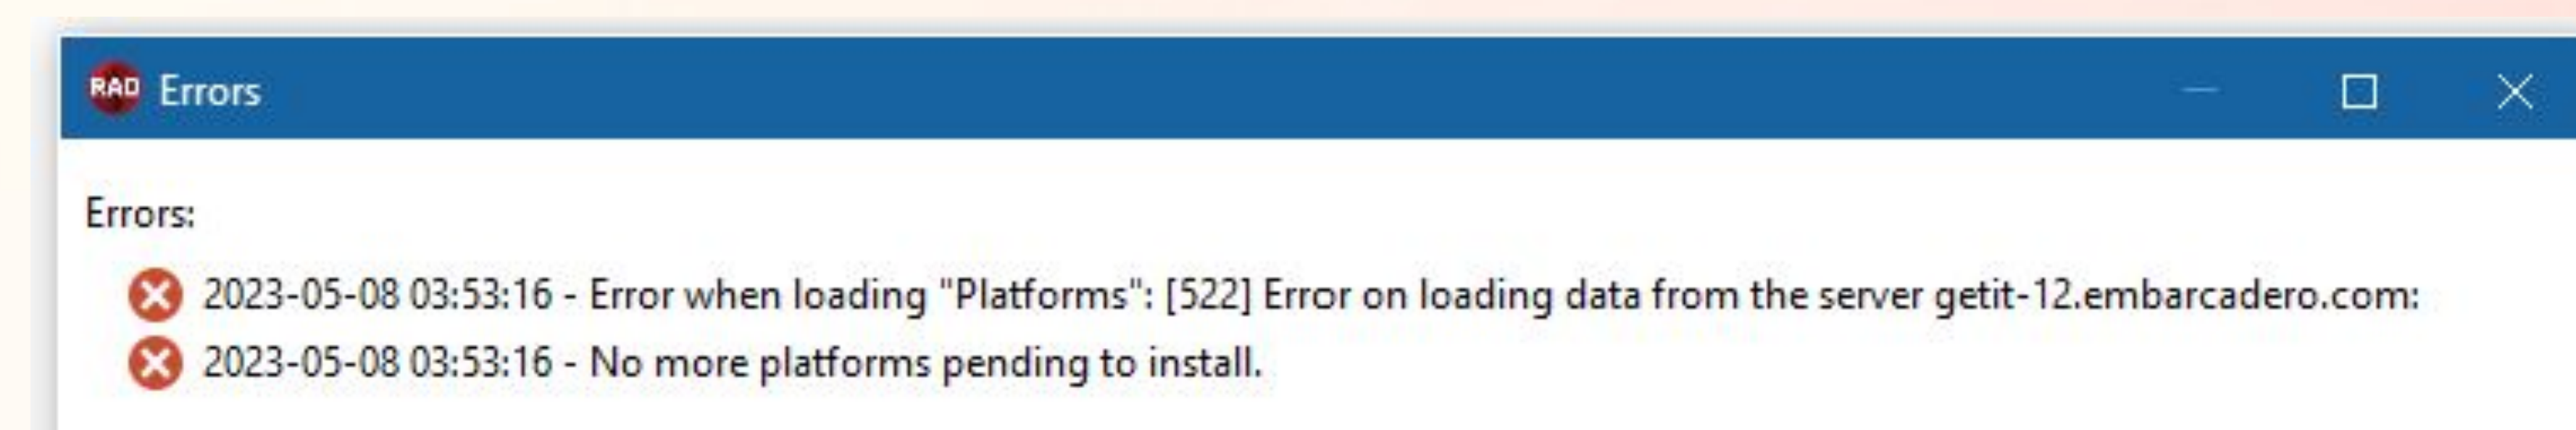 RAD Errors
Errors:
2023-05-08 03:53:16 - Error when loading "Platforms": [522] Error on loading data from the server getit-12.embarcadero.com:
2023-05-08 03:53:16 - No more platforms pending to install.